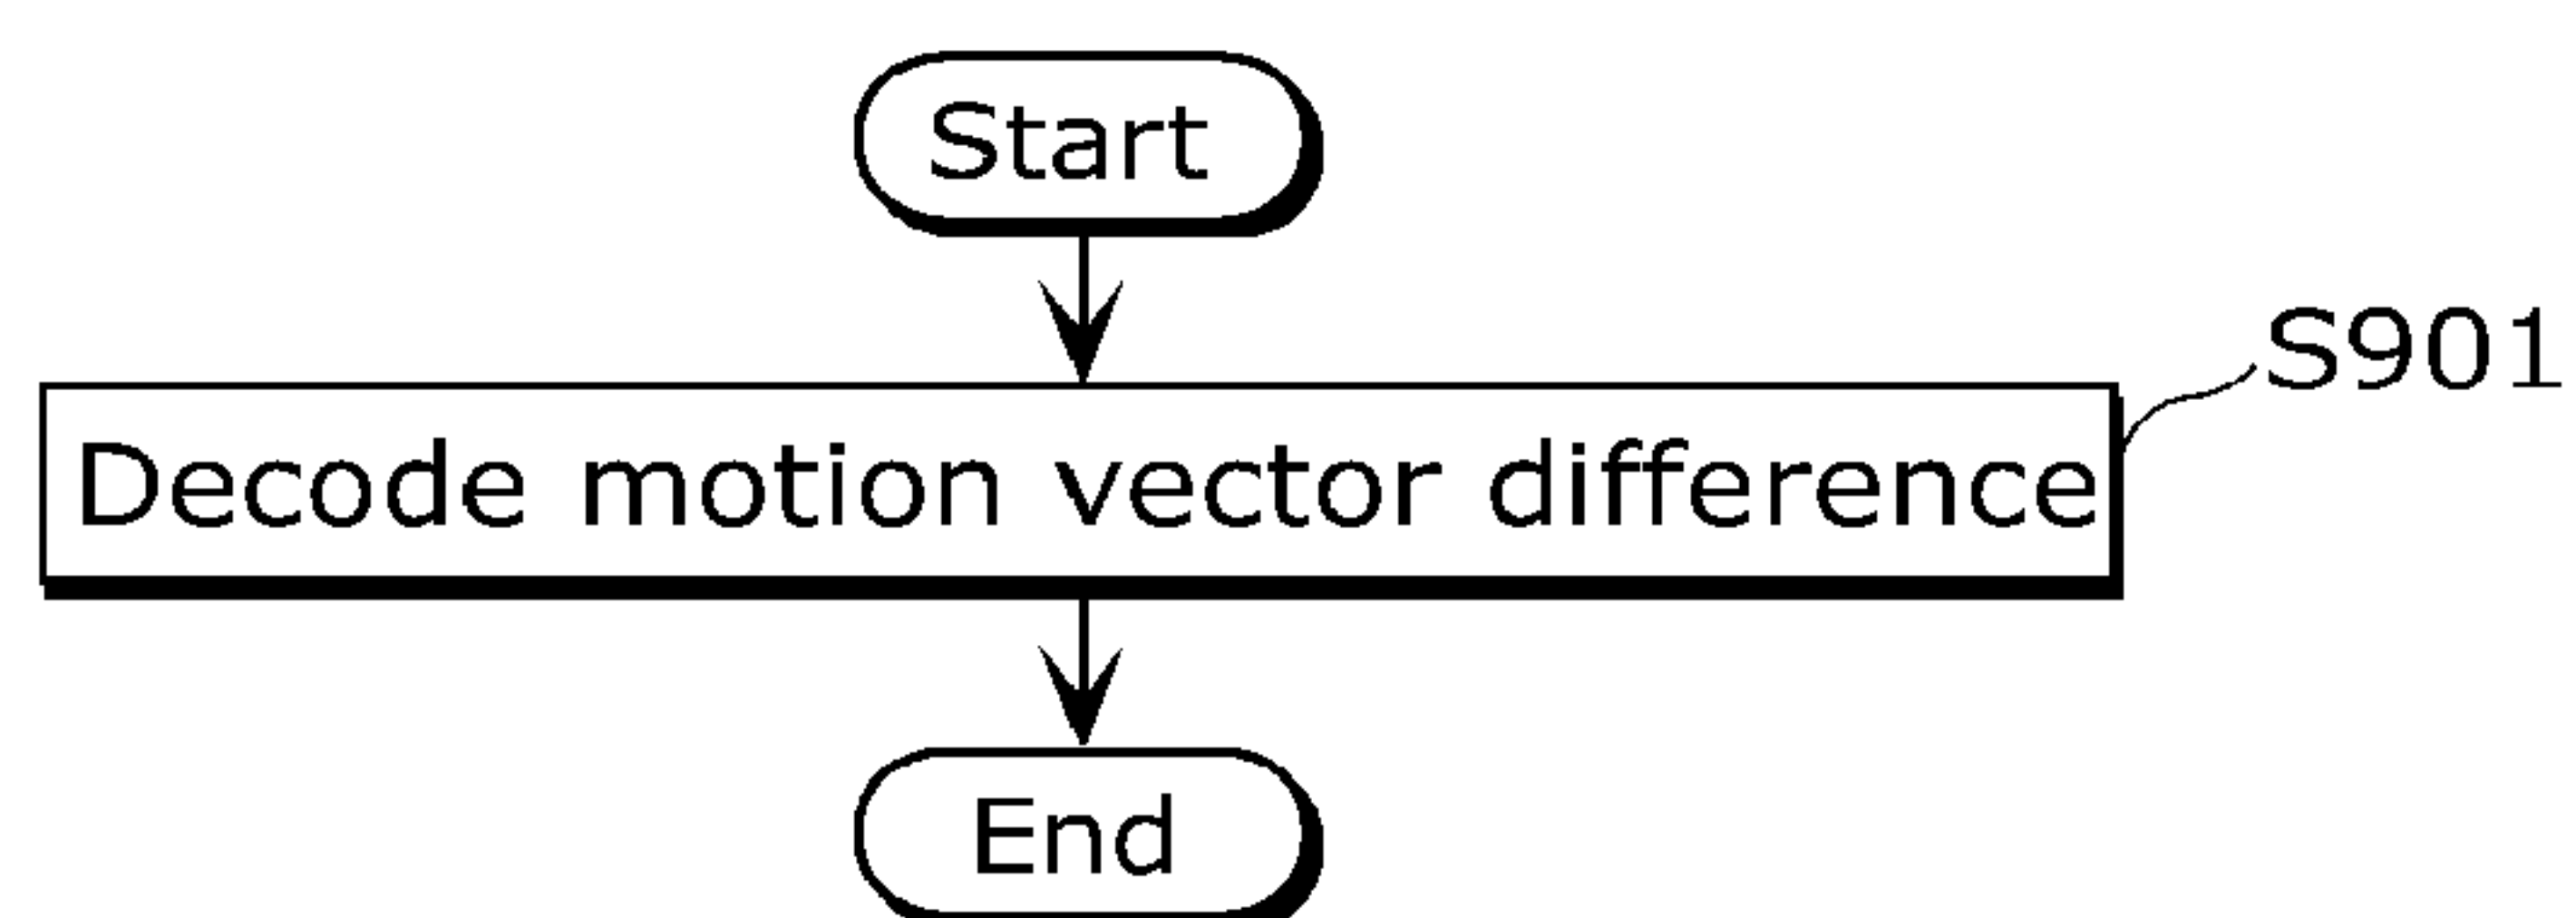 Start
S901
Decode motion vector difference
End